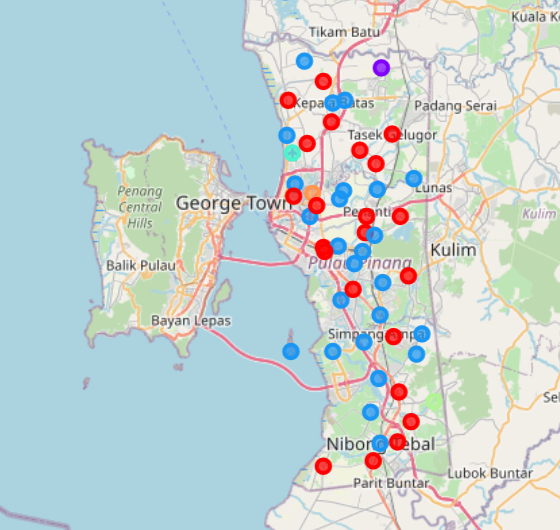 Tikam Batu
Kuala K
Kepala Batas
Padang Serai
Tasek Gelugor
Penang
Central
Hills
George Town
Lunas
Kulim
Kulim
Balik Pulau
Pulau Pinang
Bayan Lepas
Simpang Ampat
Nibong Tebal
Lubok Buntar
Parit Buntar